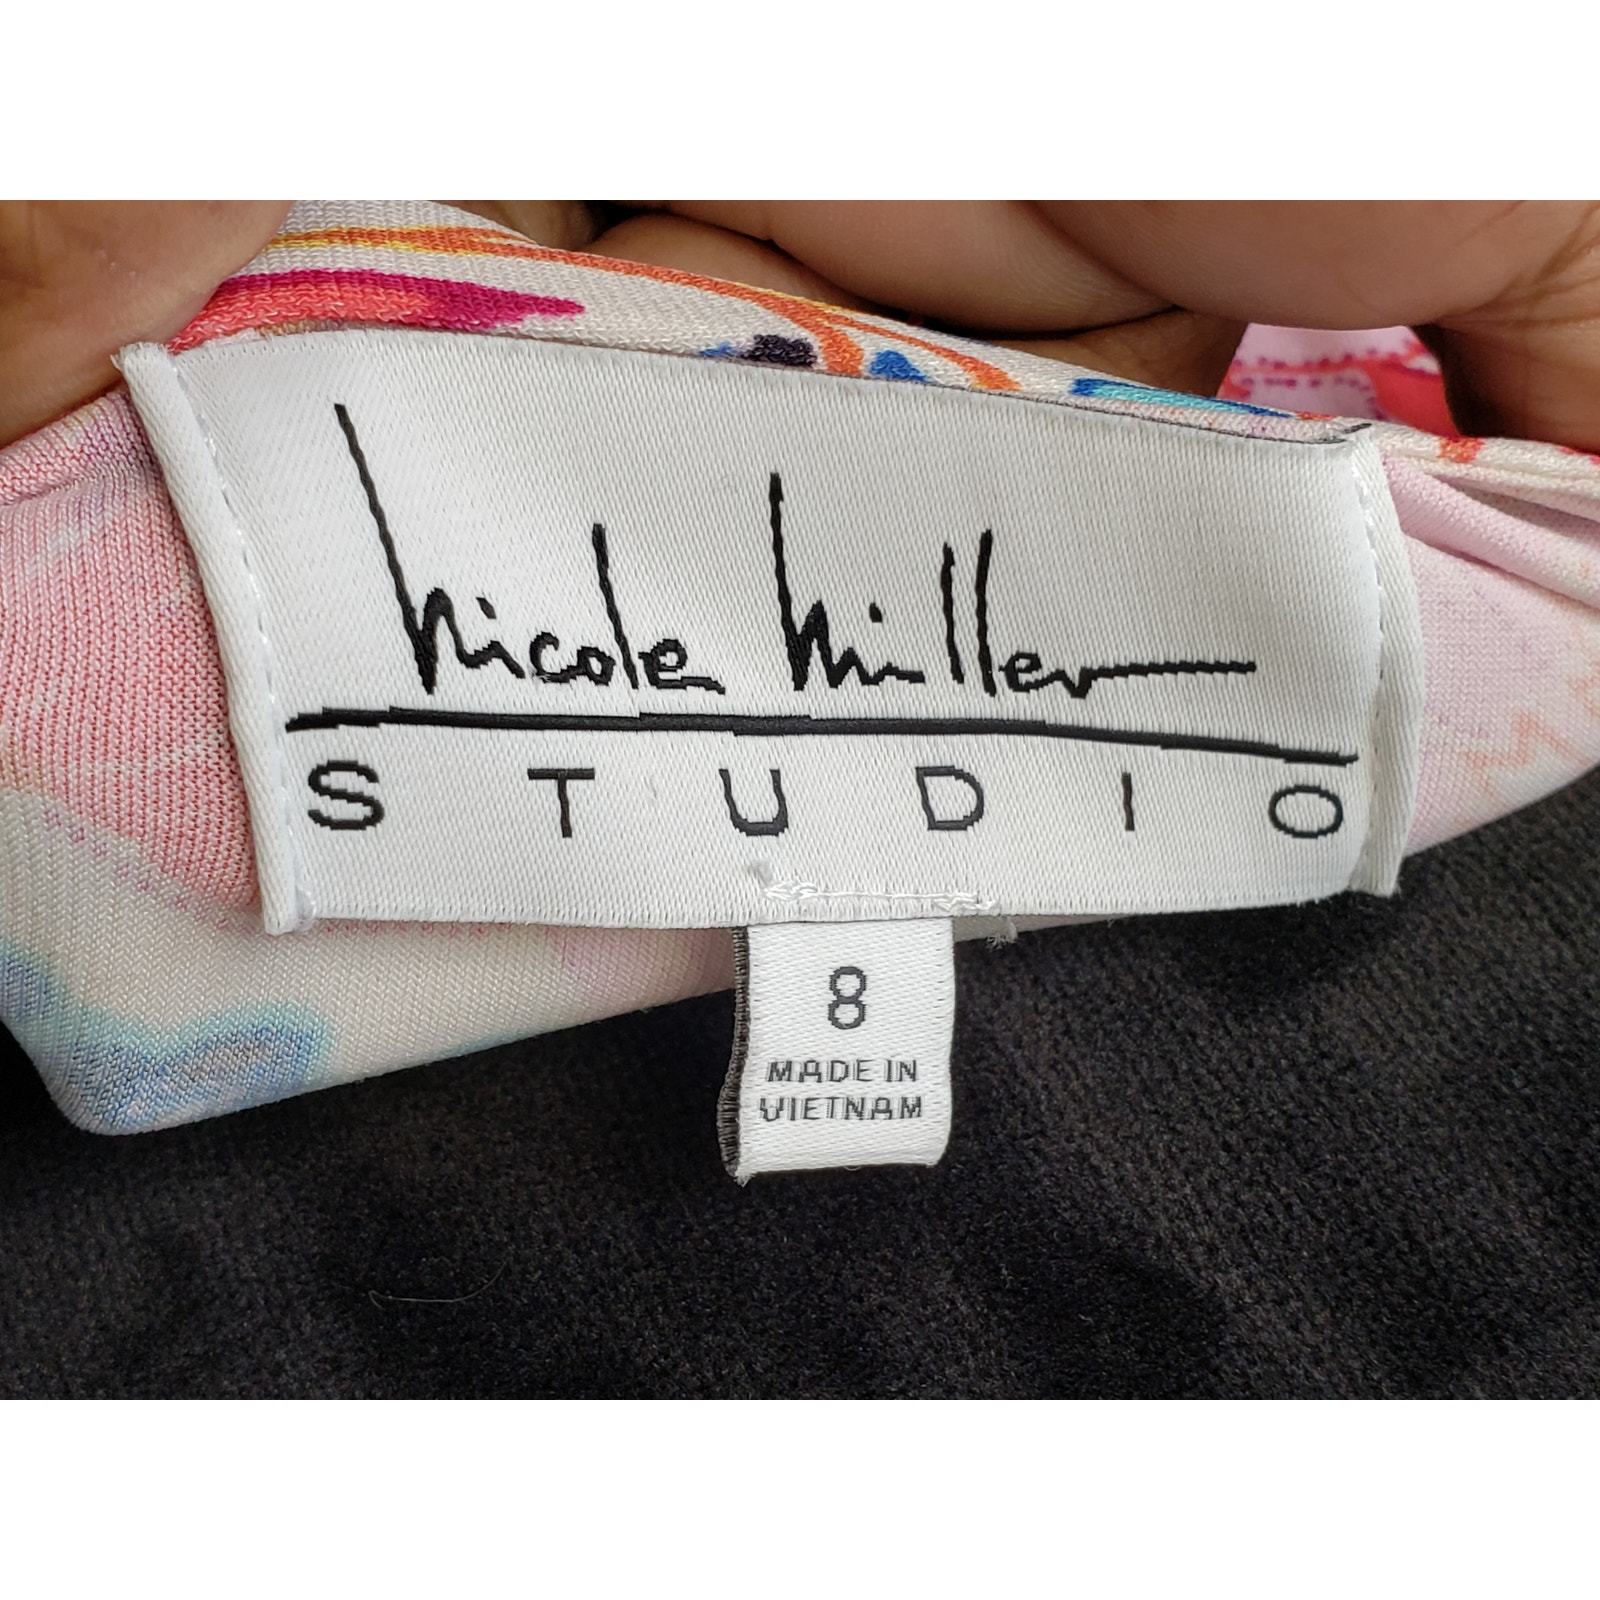 Nicole Miller
STUDIO
8
MADE IN
VIETNAM